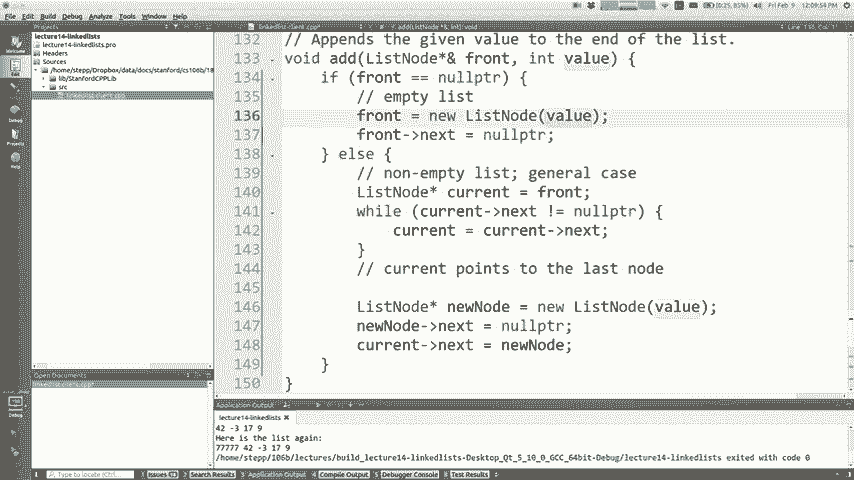 linkedlist-client.cpp
add(ListNode *&, int): void
Fri Feb 9 12:09:54 PM
File Edit Build Debug Analyze Tools Window Help
Projects
Welcome
lecture14-linkedlists
lecture14-linkedlists.pro
Headers
Sources
/home/stepp/Dropbox/data/docs/stanford/cs106b/18
lib/StanfordCPPLib
src
linkedlist-client.cpp
Edit
Debug
Projects
Help
132 // Appends the given value to the end of the list.
133 void add(ListNode*& front, int value) {
134 if (front == nullptr) {
135 // empty list
136 front = new ListNode(value);
137 front->next = nullptr;
138 } else {
139 // non-empty list; general case
140 ListNode* current = front;
141 while (current->next != nullptr) {
142 current = current->next;
143 }
144 // current points to the last node
145
146 ListNode* newNode = new ListNode(value);
147 newNode->next = nullptr;
148 current->next = newNode;
149 }
150 }
Open Documents
linkedlist-client.cpp
Debug
Application Output
lecture14-linkedlists
42 -3 17 9
Here is the list again:
77777 42 -3 17 9
/home/stepp/106b/lectures/build_lecture14-linkedlists-Desktop_Qt_5_10_0_GCC_64bit-Debug/lecture14-linkedlists exited with code 0
Type to locate (Ctrl+K)
1 Issues
2 Search Results
3 Application Output
4 Compile Output
5 Debugger Console
8 Test Results